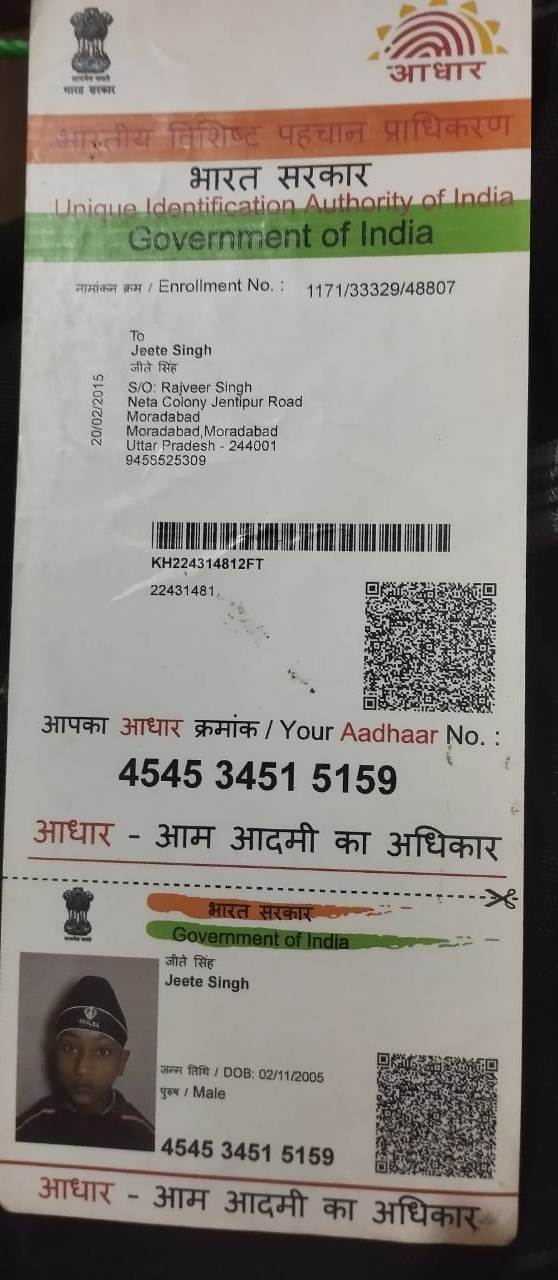 भारत सरकार
आधार
भारतीय विशिष्ट पहचान प्राधिकरण
भारत सरकार
Unique Identification Authority of India
Government of India
नामांकन क्रम / Enrollment No. : 1171/33329/48807
To
Jeete Singh
जीते सिंह
S/O: Rajveer Singh
Neta Colony Jentipur Road
Moradabad
Moradabad,Moradabad
Uttar Pradesh - 244001
9458525309
20/02/2015
KH224314812FT
22431481
आपका आधार क्रमांक / Your Aadhaar No. :
4545 3451 5159
आधार - आम आदमी का अधिकार
भारत सरकार
Government of India
जीते सिंह
Jeete Singh
जन्म तिथि / DOB: 02/11/2005
पुरुष / Male
4545 3451 5159
आधार - आम आदमी का अधिकार